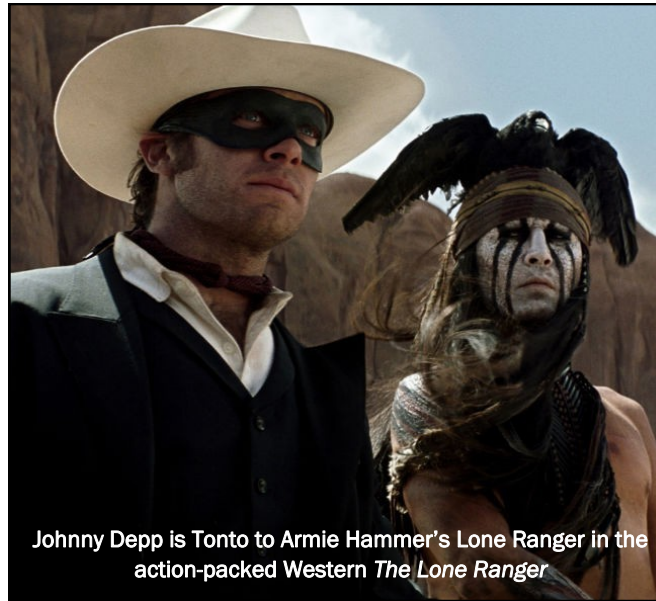 Johnny Depp is Tonto to Armie Hammer’s Lone Ranger in the
action-packed Western The Lone Ranger